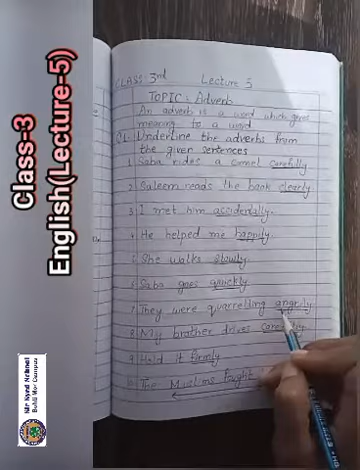 Class-3
English(Lecture-5)
CLASS: 3rd Lecture 5
TOPIC: Adverb
An adverb is a word which gives
meaning to a word
Q1. Underline the adverbs from
the given sentences
1. Saba rides a camel carefully
2. Saleem reads the book clearly
3. I met him accidentally.
4. He helped me happily.
5. She walks slowly.
6. Saba goes quickly
7. They were quarrelling angrily
8. My brother drives carefully
9. Hold it firmly
10. The Muslims fought